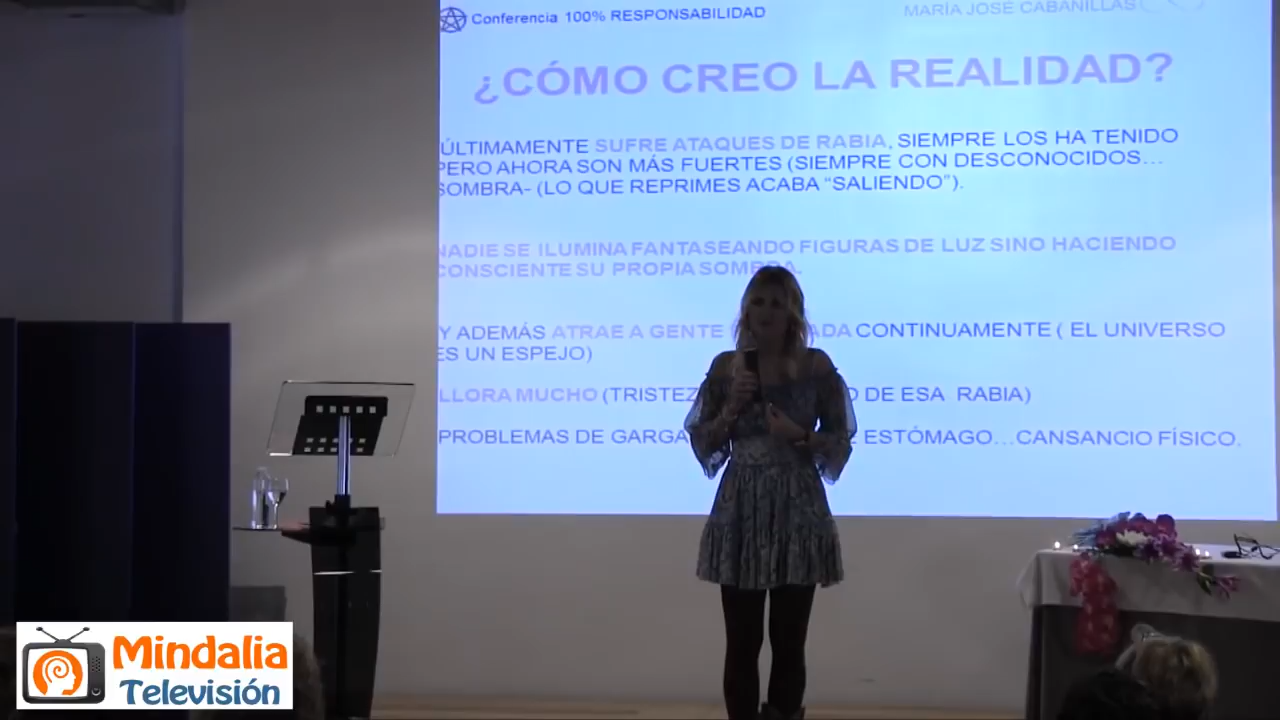 Conferencia 100% RESPONSABILIDAD
MARÍA JOSÉ CABANILLAS
¿CÓMO CREO LA REALIDAD?
ÚLTIMAMENTE SUFRE ATAQUES DE RABIA, SIEMPRE LOS HA TENIDO
PERO AHORA SON MÁS FUERTES (SIEMPRE CON DESCONOCIDOS…
SOMBRA- (LO QUE REPRIMES ACABA “SALIENDO”).
NADIE SE ILUMINA FANTASEANDO FIGURAS DE LUZ SINO HACIENDO
CONSCIENTE SU PROPIA SOMBRA.
Y ADEMÁS ATRAE A GENTE ADA CONTINUAMENTE ( EL UNIVERSO
ES UN ESPEJO)
LLORA MUCHO (TRISTEZ O DE ESA RABIA)
PROBLEMAS DE GARGA ESTÓMAGO…CANSANCIO FÍSICO.
Mindalia
Televisión